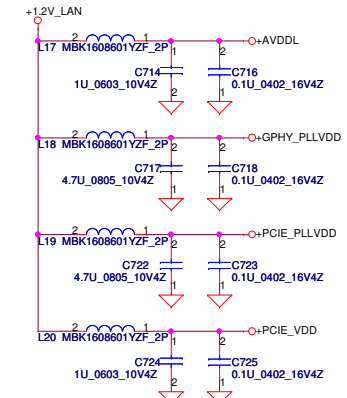 +1.2V_LAN
2 1 +AVDDL
L17 MBK1608601YZF_2P
1 2
C714 C716
1U_0603_10V4Z 0.1U_0402_16V4Z
2 1
2 1 +GPHY_PLLVDD
L18 MBK1608601YZF_2P
2 2
C717 C718
4.7U_0805_10V4Z 0.1U_0402_16V4Z
1 1
2 1 +PCIE_PLLVDD
L19 MBK1608601YZF_2P
2 2
C722 C723
4.7U_0805_10V4Z 0.1U_0402_16V4Z
1 1
2 1 +PCIE_VDD
L20 MBK1608601YZF_2P
1 2
C724 C725
1U_0603_10V4Z 0.1U_0402_16V4Z
2 1